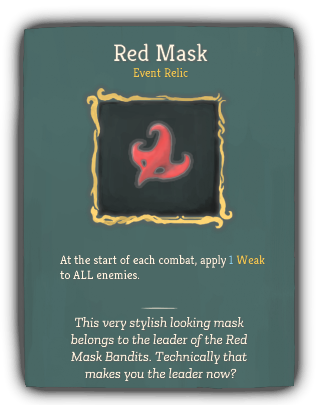 Red Mask
Event Relic
At the start of each combat, apply 1 Weak
to ALL enemies.
This very stylish looking mask
belongs to the leader of the Red
Mask Bandits. Technically that
makes you the leader now?